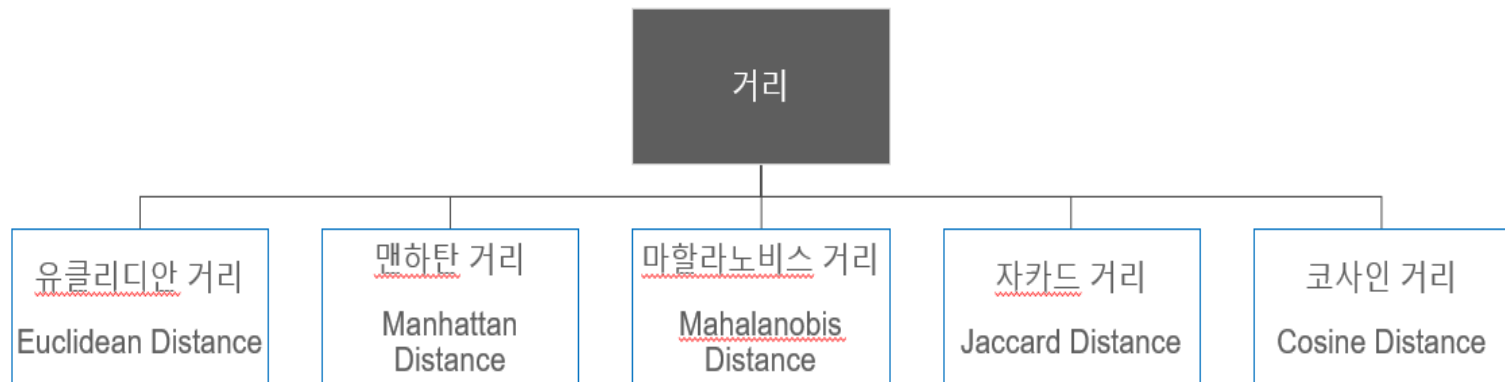 거리
유클리디안 거리
Euclidean Distance
맨하탄 거리
Manhattan
Distance
마할라노비스 거리
Mahalanobis
Distance
자카드 거리
Jaccard Distance
코사인 거리
Cosine Distance